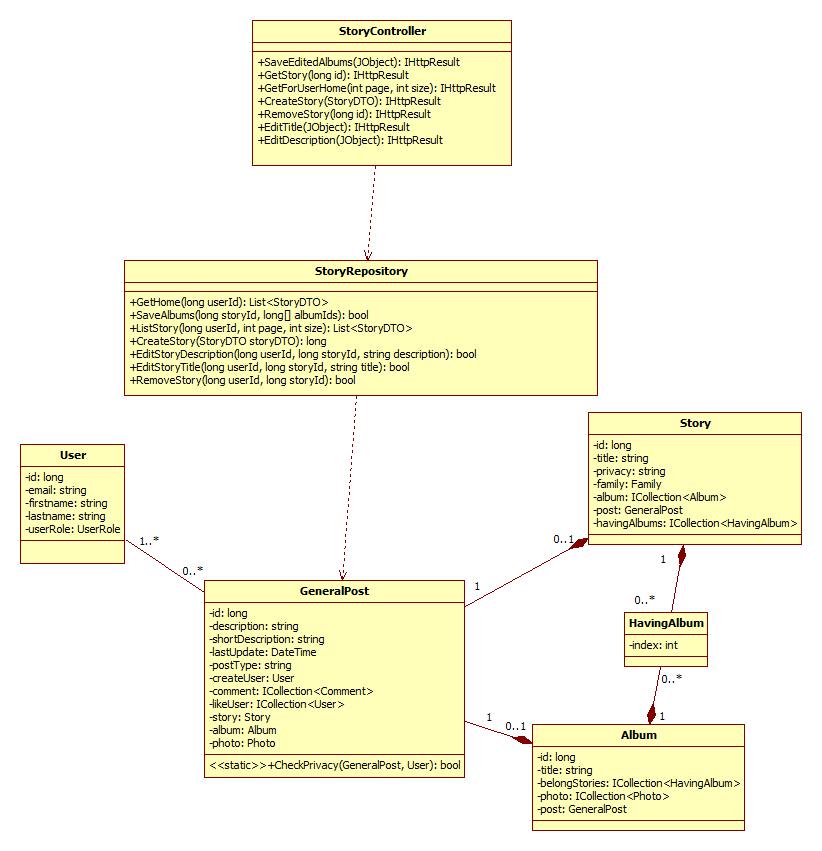 StoryController
+SaveEditedAlbums(JObject): IHttpResult
+GetStory(long id): IHttpResult
+GetForUserHome(int page, int size): IHttpResult
+CreateStory(StoryDTO): IHttpResult
+RemoveStory(long id): IHttpResult
+EditTitle(JObject): IHttpResult
+EditDescription(JObject): IHttpResult
StoryRepository
+GetHome(long userId): List<StoryDTO>
+SaveAlbums(long storyId, long[] albumIds): bool
+ListStory(long userId, int page, int size): List<StoryDTO>
+CreateStory(StoryDTO storyDTO): long
+EditStoryDescription(long userId, long storyId, string description): bool
+EditStoryTitle(long userId, long storyId, string title): bool
+RemoveStory(long userId, long storyId): bool
Story
-id: long
-title: string
-privacy: string
-family: Family
-album: ICollection<Album>
-post: GeneralPost
-havingAlbums: ICollection<HavingAlbum>
User
-id: long
-email: string
-firstname: string
-lastname: string
-userRole: UserRole
1..*
0..*
0..1
1
1
0..*
GeneralPost
-id: long
-description: string
-shortDescription: string
-lastUpdate: DateTime
-postType: string
-createUser: User
-comment: ICollection<Comment>
-likeUser: ICollection<User>
-story: Story
-album: Album
-photo: Photo
<<static>>+CheckPrivacy(GeneralPost, User): bool
HavingAlbum
-index: int
0..*
1
1
0..1
Album
-id: long
-title: string
-belongStories: ICollection<HavingAlbum>
-photo: ICollection<Photo>
-post: GeneralPost